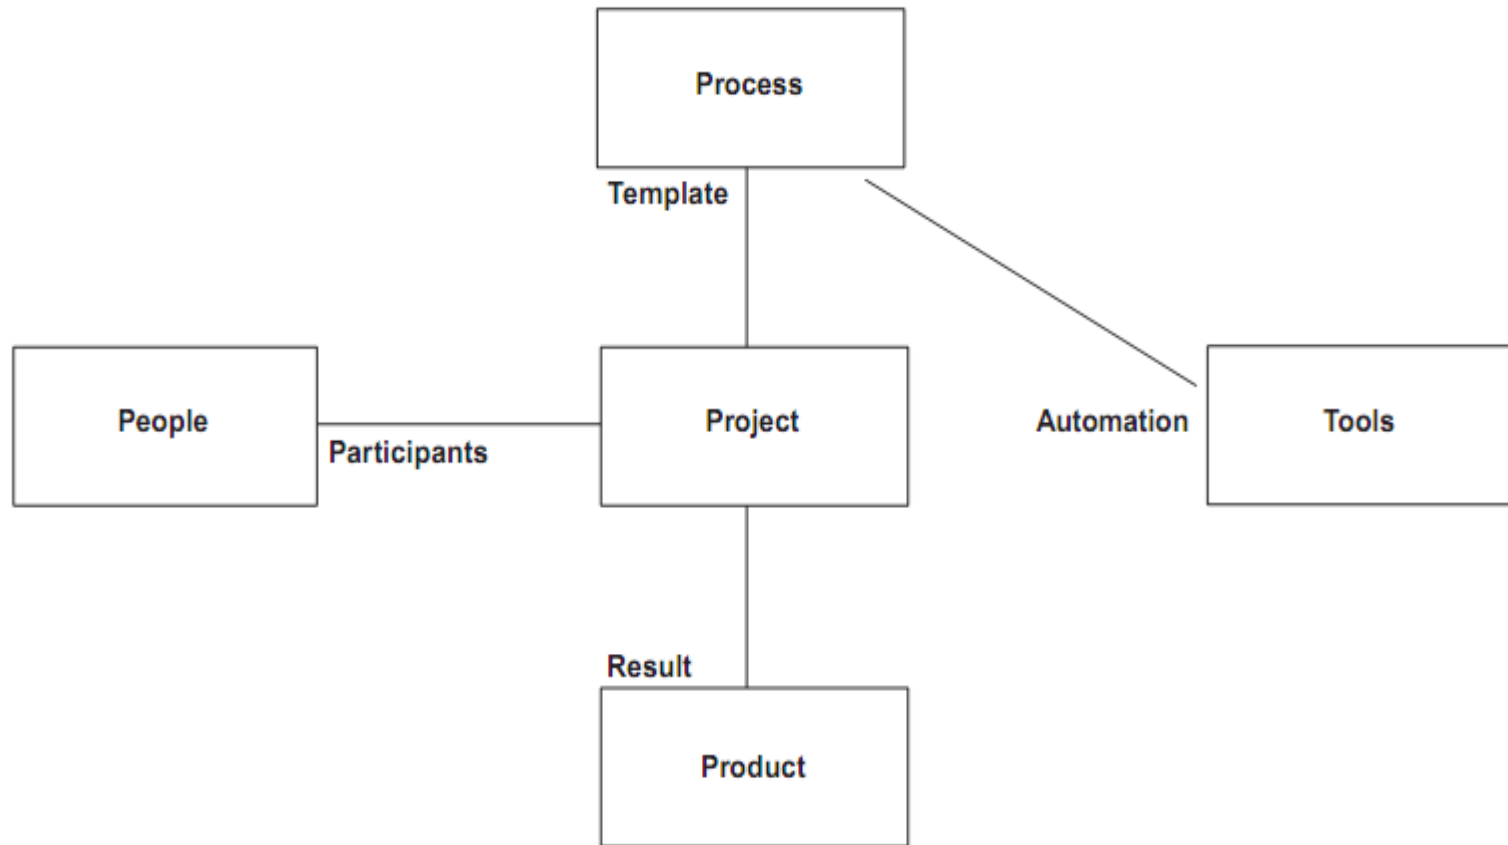 Process
Template
People
Participants
Project
Automation
Tools
Result
Product